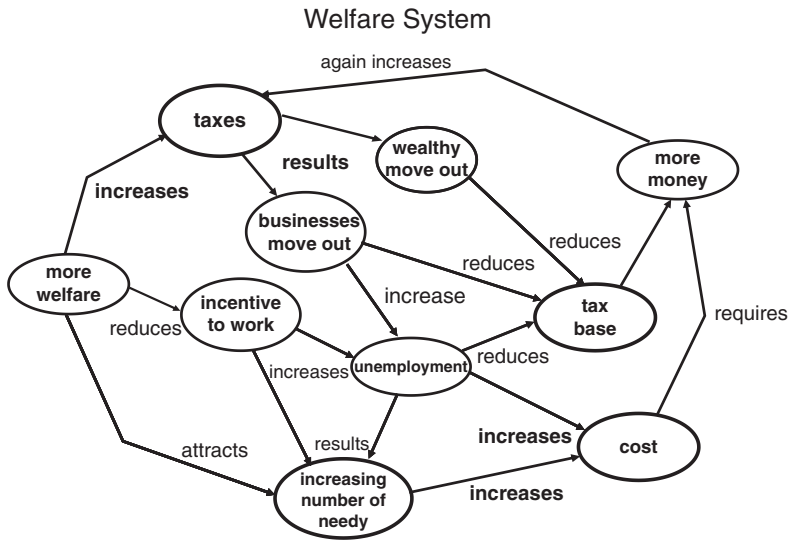 Welfare System
again increases
taxes
wealthy
move out
more
money
results
increases
businesses
move out
reduces
reduces
more
welfare
increase
incentive
to work
tax
base
requires
reduces
unemployment
reduces
increases
increases
cost
attracts
results
increasing
number of
needy
increases